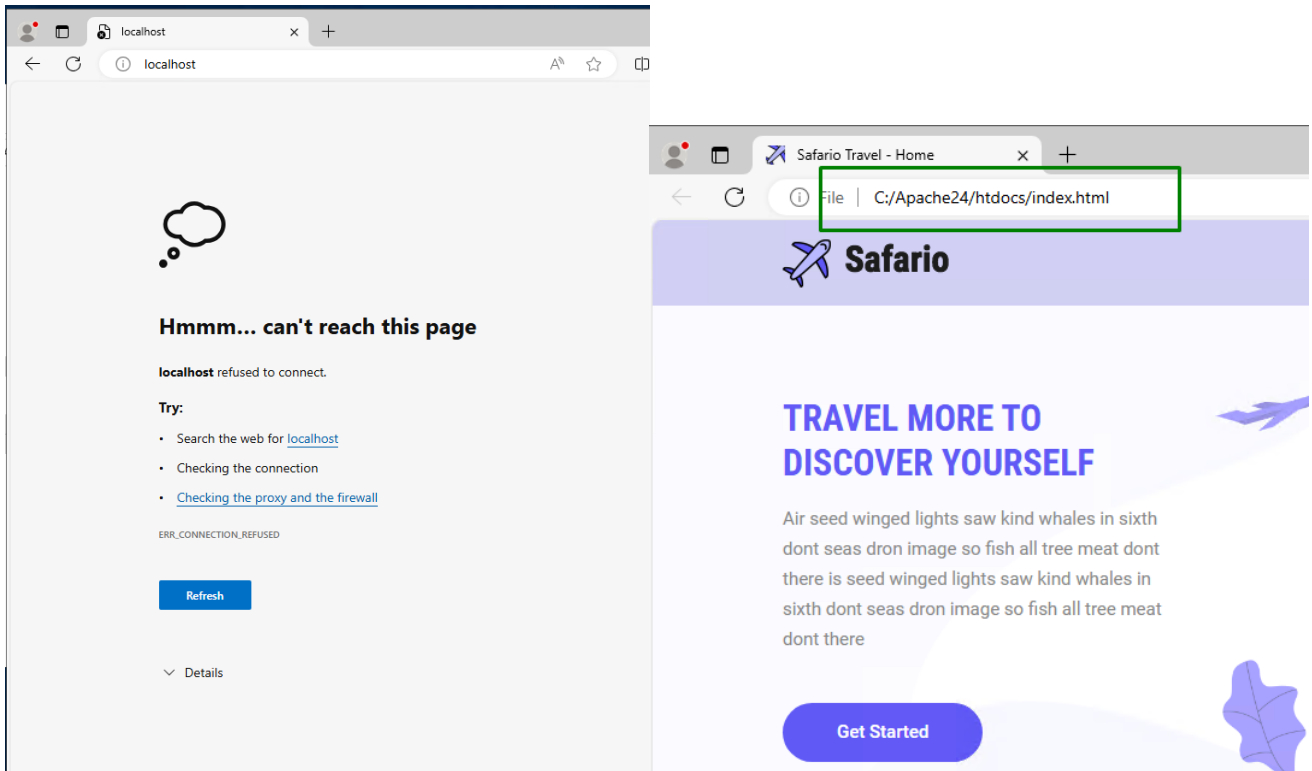 localhost
localhost
Hmmm... can't reach this page
localhost refused to connect.
Try:
• Search the web for localhost
• Checking the connection
• Checking the proxy and the firewall
ERR_CONNECTION_REFUSED
Refresh
Details
Safario Travel - Home
File | C:/Apache24/htdocs/index.html
Safario
TRAVEL MORE TO
DISCOVER YOURSELF
Air seed winged lights saw kind whales in sixth
dont seas dron image so fish all tree meat dont
there is seed winged lights saw kind whales in
sixth dont seas dron image so fish all tree meat
dont there
Get Started